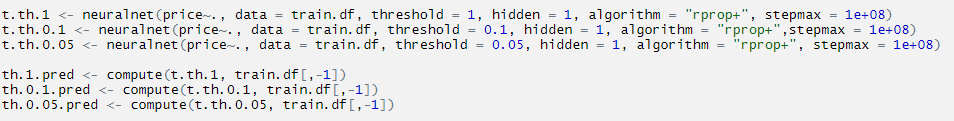 t.th.1 <- neuralnet(price~., data = train.df, threshold = 1, hidden = 1, algorithm = "rprop+", stepmax = 1e+08)
t.th.0.1 <- neuralnet(price~., data = train.df, threshold = 0.1, hidden = 1, algorithm = "rprop+",stepmax = 1e+08)
t.th.0.05 <- neuralnet(price~., data = train.df, threshold = 0.05, hidden = 1, algorithm = "rprop+", stepmax = 1e+08)
th.1.pred <- compute(t.th.1, train.df[,-1])
th.0.1.pred <- compute(t.th.0.1, train.df[,-1])
th.0.05.pred <- compute(t.th.0.05, train.df[,-1])